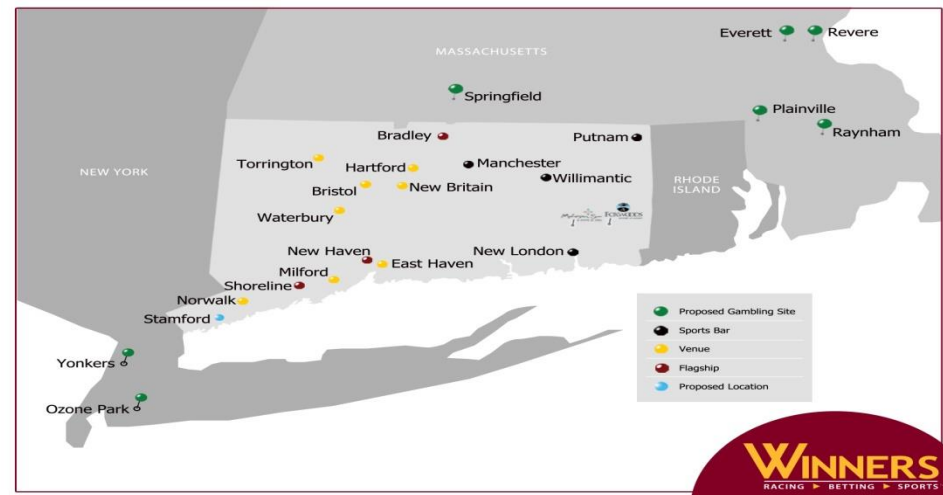 MASSACHUSETTS
Everett
Revere
Springfield
Plainville
Raynham
Bradley
Putnam
Torrington
Hartford
Manchester
Willimantic
NEW YORK
RHODE
ISLAND
Bristol
New Britain
Waterbury
FOXWOODS
New Haven
East Haven
New London
Milford
Shoreline
Norwalk
Stamford
Yonkers
Ozone Park
Proposed Gambling Site
Sports Bar
Venue
Flagship
Proposed Location
WINNERS
RACING ▶ BETTING ▶ SPORTS